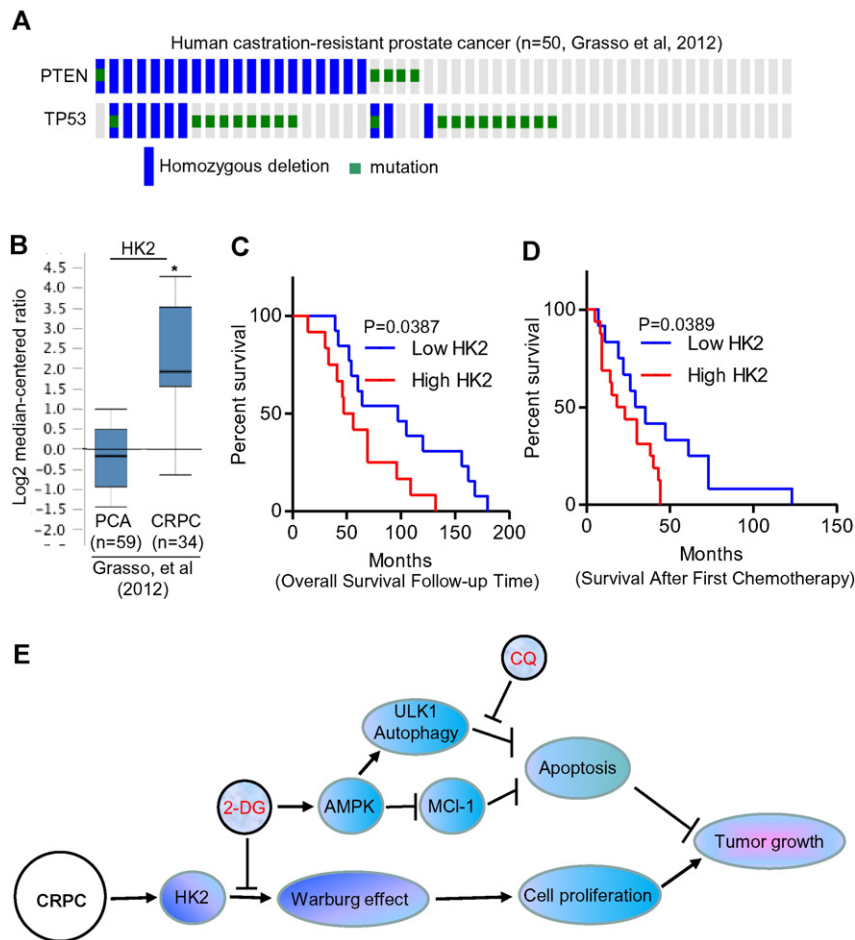 A
Human castration-resistant prostate cancer (n=50, Grasso et al, 2012)
PTEN
TP53
Homozygous deletion
mutation
B
HK2
*
Log2 median-centered ratio
4.5
4.0
3.5
3.0
2.5
2.0
1.5
1.0
0.5
0.0
-0.5
-1.0
-1.5
-2.0
PCA
(n=59)
CRPC
(n=34)
Grasso, et al
(2012)
C
P=0.0387
Low HK2
High HK2
Percent survival
100
50
0
0
50
100
150
200
Months
(Overall Survival Follow-up Time)
D
P=0.0389
Low HK2
High HK2
Percent survival
100
50
0
0
50
100
150
Months
(Survival After First Chemotherapy)
E
CQ
ULK1
Autophagy
Apoptosis
2-DG
AMPK
MCl-1
Tumor growth
CRPC
HK2
Warburg effect
Cell proliferation